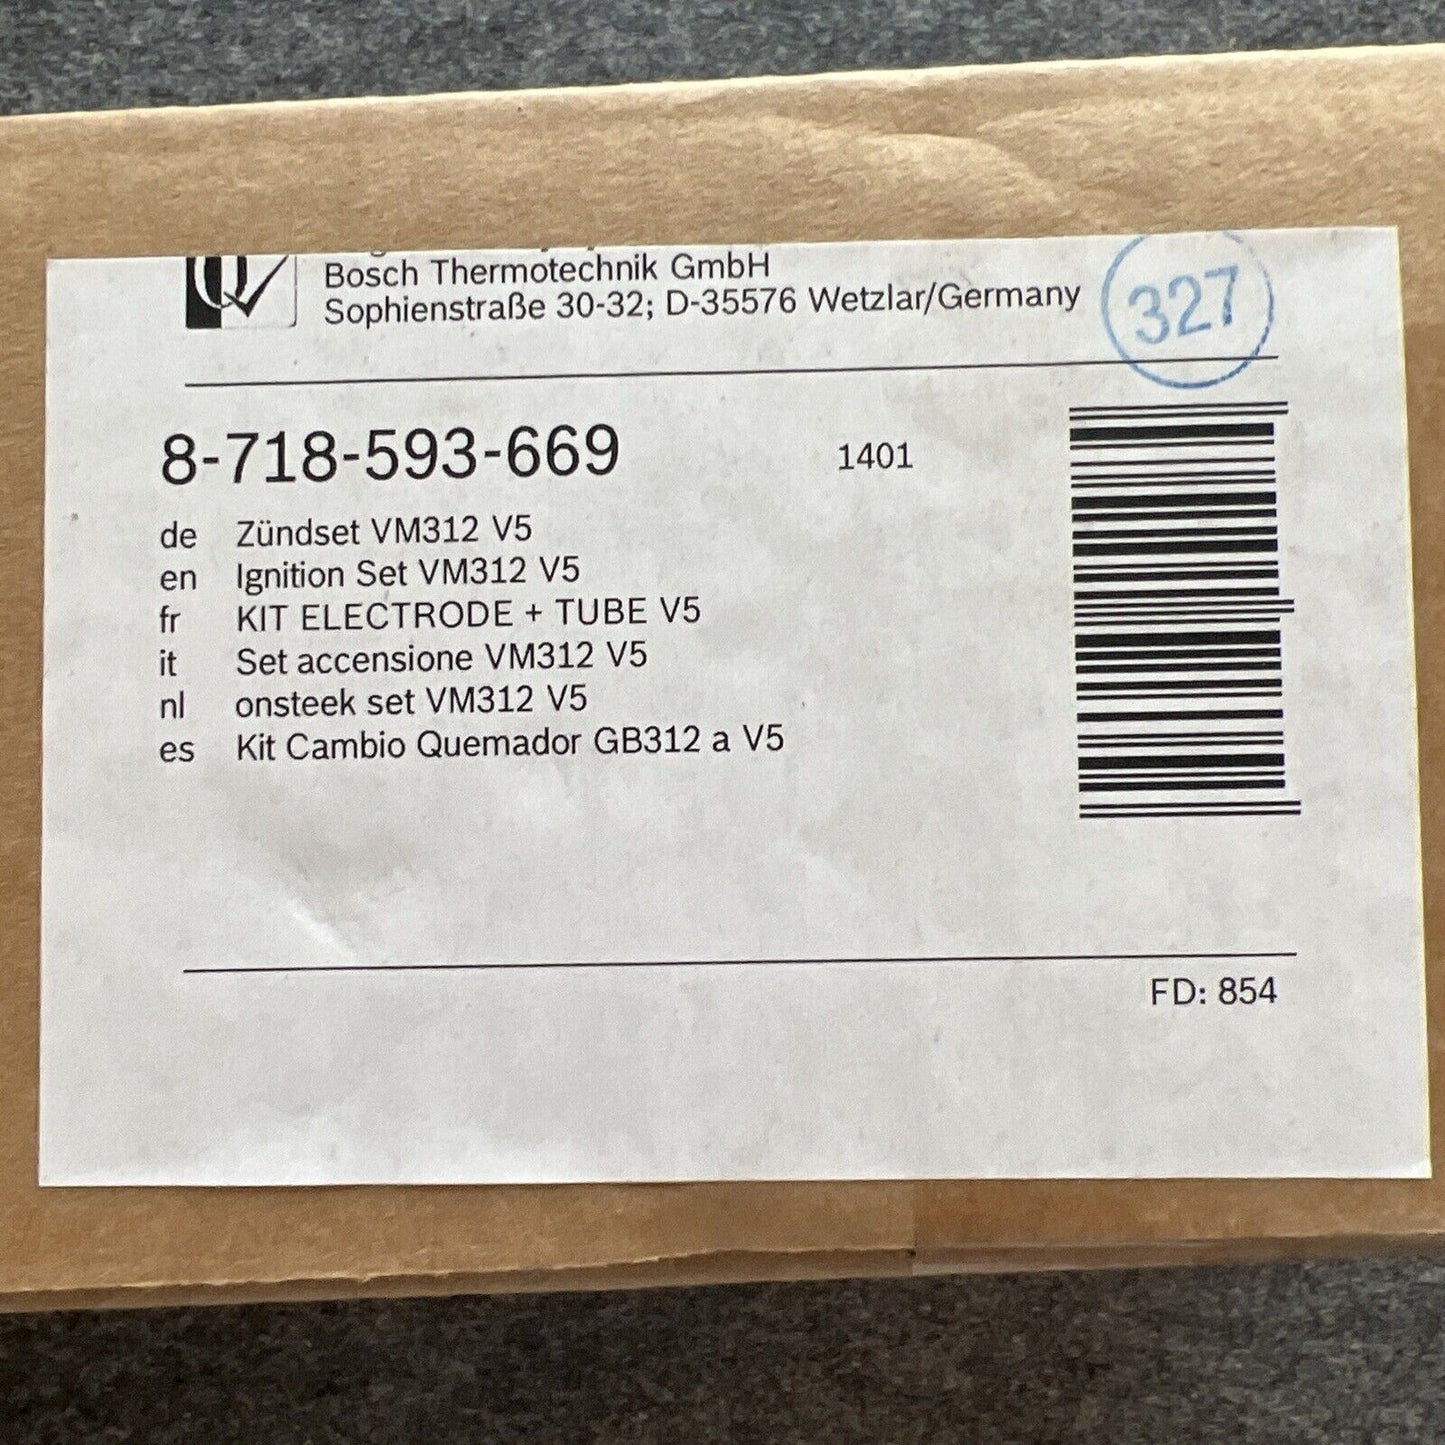 Bosch Thermotechnik GmbH
Sophienstraße 30-32; D-35576 Wetzlar/Germany
327
8-718-593-669
1401
de Zündset VM312 V5
en Ignition Set VM312 V5
fr KIT ELECTRODE + TUBE V5
it Set accensione VM312 V5
nl onsteek set VM312 V5
es Kit Cambio Quemador GB312 a V5
FD: 854